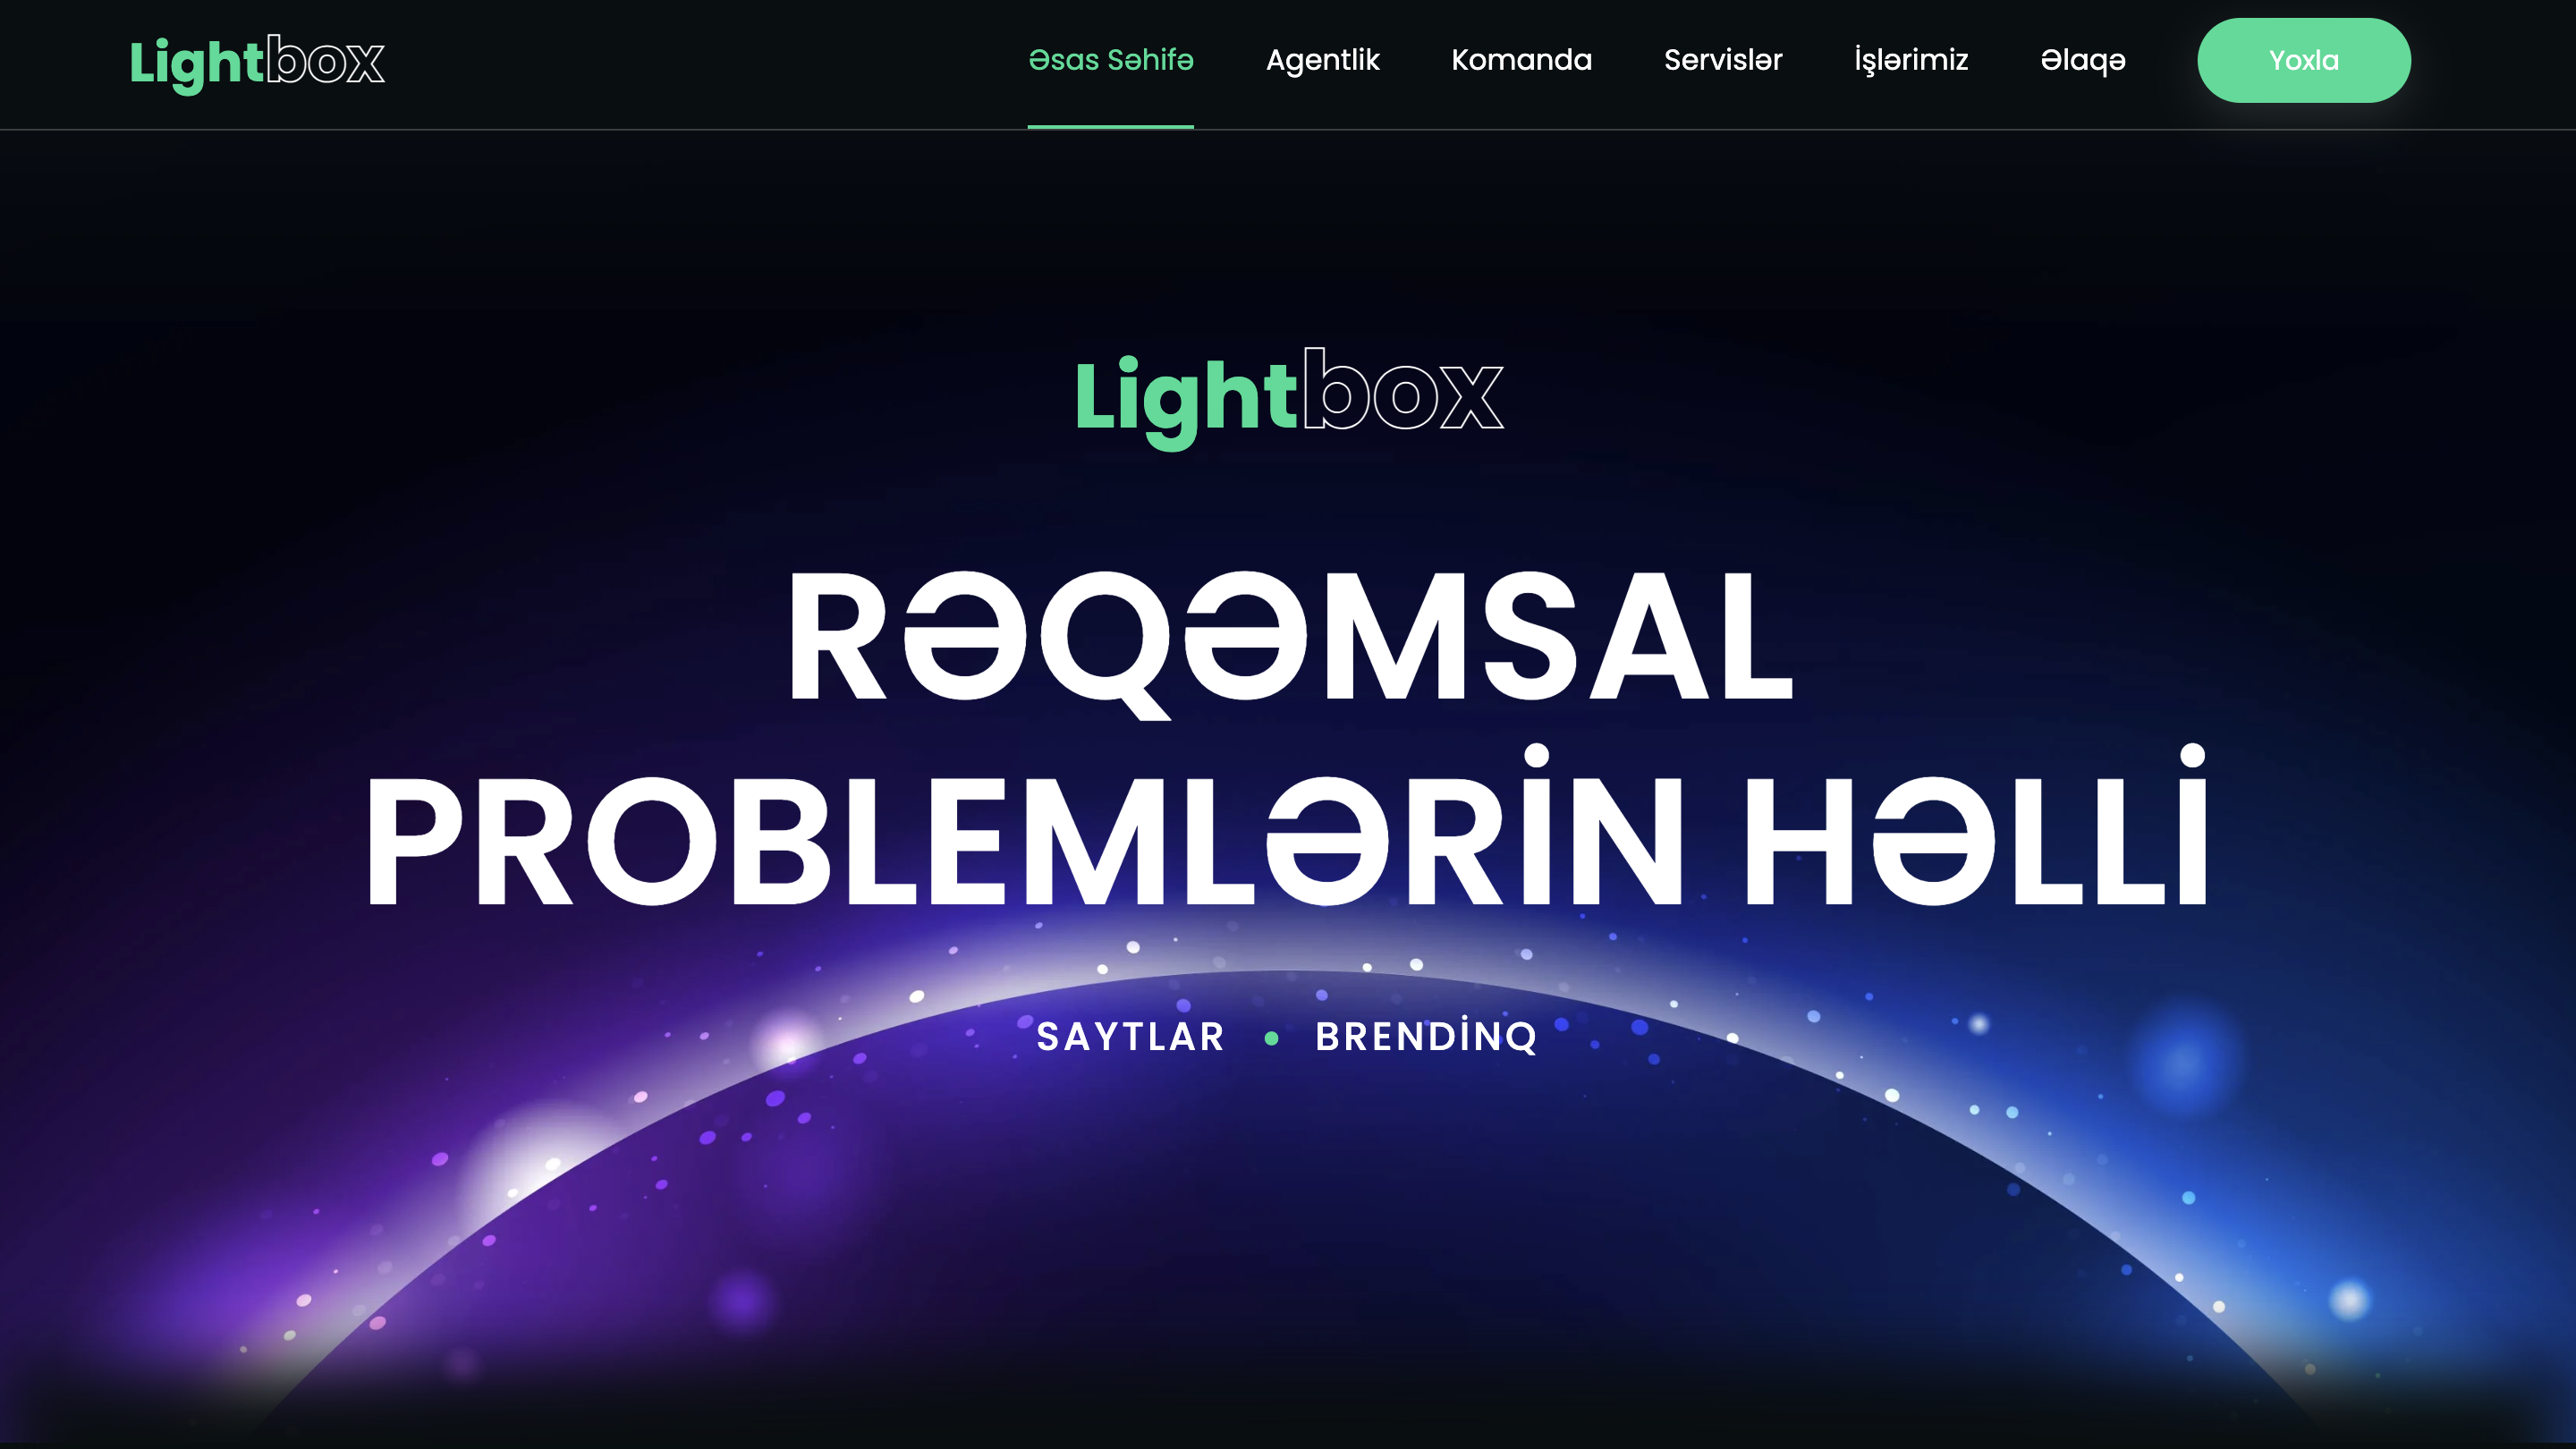 Lightbox
Əsas Səhifə Agentlik Komanda Servislər İşlərimiz Əlaqə Yoxla
Lightbox
RƏQƏMSAL
PROBLEMLƏRİN HƏLLİ
SAYTLAR • BRENDİNQ